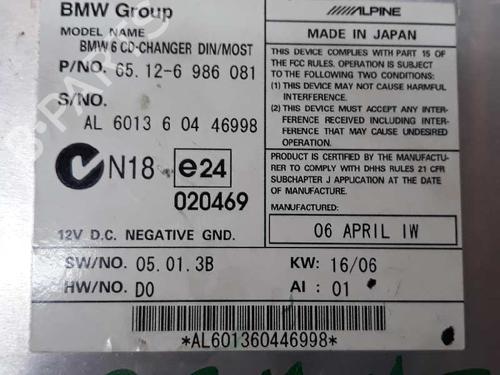 BMW Group
MODEL NAME
BMW 6 CD-CHANGER DIN/MOST
P/NO. 65.12-6 986 081
S/NO.
AL 6013 6 04 46998
N18 e24
020469
12V D.C. NEGATIVE GND.
ALPINE
MADE IN JAPAN
THIS DEVICE COMPLIES WITH PART 15 OF
THE FCC RULES. OPERATION IS SUBJECT
TO THE FOLLOWING TWO CONDITIONS:
(1) THIS DEVICE MAY NOT CAUSE HARMFUL
INTERFERENCE, AND
(2) THIS DEVICE MUST ACCEPT ANY INTER-
FERENCE RECEIVED, INCLUDING INTER-
FERENCE THAT MAY CAUSE UNDESIRED
OPERATION.
PRODUCT IS CERTIFIED BY THE MANUFACTU-
RER TO COMPLY WITH DHHS RULES 21 CFR
SUBCHAPTER J APPLICATION AT THE DATE OF
MANUFACTURE.
MANUFACTURED:
06 APRIL IW
SW/NO. 05.01.3B KW: 16/06
HW/NO. D0 AI : 01
*AL601360446998*